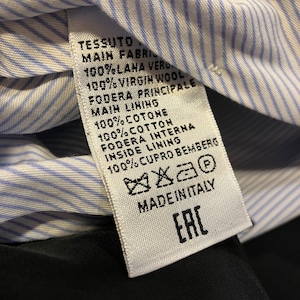 TESSUTO
MAIN FABRIC
100%LANA VER
100%VIRGIN WOOL
FODERA PRINCIPALE
MAIN LINING
100%COTONE
100%COTTON
FODERA INTERNA
INSIDE LINING
100%CUPRO BEMBERG
P
MADE IN ITALY
EAC